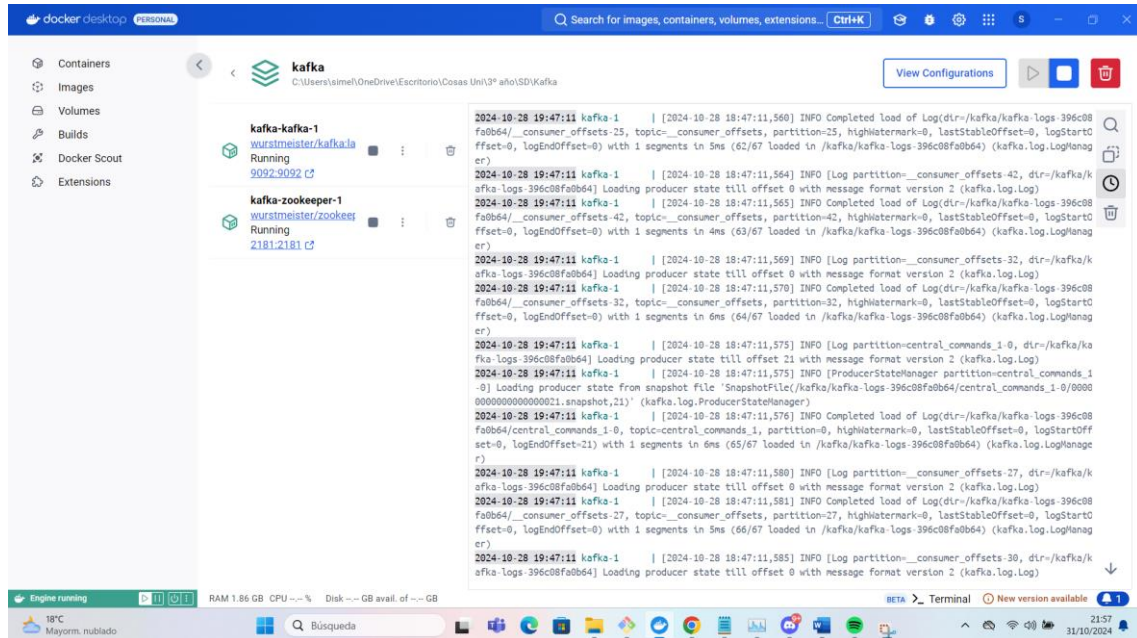 docker desktop PERSONAL
Search for images, containers, volumes, extensions... Ctrl+K
S
Containers
Images
Volumes
Builds
Docker Scout
Extensions
kafka
C:\Users\simel\OneDrive\Escritorio\Cosas Uni\3º año\SD\Kafka
View Configurations
kafka-kafka-1
wurstmeister/kafka:la
Running
9092:9092
kafka-zookeeper-1
wurstmeister/zookeep
Running
2181:2181
2024-10-28 19:47:11 kafka-1 | [2024-10-28 18:47:11,560] INFO Completed load of Log(dir=/kafka/kafka-logs-396c08
fa0b64/__consumer_offsets-25, topic=__consumer_offsets, partition=25, highWatermark=0, lastStableOffset=0, logStartO
ffset=0, logEndOffset=0) with 1 segments in 5ms (62/67 loaded in /kafka/kafka-logs-396c08fa0b64) (kafka.log.LogManag
er)
2024-10-28 19:47:11 kafka-1 | [2024-10-28 18:47:11,564] INFO [Log partition=__consumer_offsets-42, dir=/kafka/k
afka-logs-396c08fa0b64] Loading producer state till offset 0 with message format version 2 (kafka.log.Log)
2024-10-28 19:47:11 kafka-1 | [2024-10-28 18:47:11,565] INFO Completed load of Log(dir=/kafka/kafka-logs-396c08
fa0b64/__consumer_offsets-42, topic=__consumer_offsets, partition=42, highWatermark=0, lastStableOffset=0, logStartO
ffset=0, logEndOffset=0) with 1 segments in 4ms (63/67 loaded in /kafka/kafka-logs-396c08fa0b64) (kafka.log.LogManag
er)
2024-10-28 19:47:11 kafka-1 | [2024-10-28 18:47:11,569] INFO [Log partition=__consumer_offsets-32, dir=/kafka/k
afka-logs-396c08fa0b64] Loading producer state till offset 0 with message format version 2 (kafka.log.Log)
2024-10-28 19:47:11 kafka-1 | [2024-10-28 18:47:11,570] INFO Completed load of Log(dir=/kafka/kafka-logs-396c08
fa0b64/__consumer_offsets-32, topic=__consumer_offsets, partition=32, highWatermark=0, lastStableOffset=0, logStartO
ffset=0, logEndOffset=0) with 1 segments in 6ms (64/67 loaded in /kafka/kafka-logs-396c08fa0b64) (kafka.log.LogManag
er)
2024-10-28 19:47:11 kafka-1 | [2024-10-28 18:47:11,575] INFO [Log partition=central_commands_1-0, dir=/kafka/ka
fka-logs-396c08fa0b64] Loading producer state till offset 21 with message format version 2 (kafka.log.Log)
2024-10-28 19:47:11 kafka-1 | [2024-10-28 18:47:11,575] INFO [ProducerStateManager partition=central_commands_1
-0] Loading producer state from snapshot file 'SnapshotFile(/kafka/kafka-logs-396c08fa0b64/central_commands_1-0/0000
0000000000000021.snapshot,21)' (kafka.log.ProducerStateManager)
2024-10-28 19:47:11 kafka-1 | [2024-10-28 18:47:11,576] INFO Completed load of Log(dir=/kafka/kafka-logs-396c08
fa0b64/central_commands_1-0, topic=central_commands_1, partition=0, highWatermark=0, lastStableOffset=0, logStartOff
set=0, logEndOffset=21) with 1 segments in 6ms (65/67 loaded in /kafka/kafka-logs-396c08fa0b64) (kafka.log.LogManage
r)
2024-10-28 19:47:11 kafka-1 | [2024-10-28 18:47:11,580] INFO [Log partition=__consumer_offsets-27, dir=/kafka/k
afka-logs-396c08fa0b64] Loading producer state till offset 0 with message format version 2 (kafka.log.Log)
2024-10-28 19:47:11 kafka-1 | [2024-10-28 18:47:11,581] INFO Completed load of Log(dir=/kafka/kafka-logs-396c08
fa0b64/__consumer_offsets-27, topic=__consumer_offsets, partition=27, highWatermark=0, lastStableOffset=0, logStartO
ffset=0, logEndOffset=0) with 1 segments in 5ms (66/67 loaded in /kafka/kafka-logs-396c08fa0b64) (kafka.log.LogManag
er)
2024-10-28 19:47:11 kafka-1 | [2024-10-28 18:47:11,585] INFO [Log partition=__consumer_offsets-30, dir=/kafka/k
afka-logs-396c08fa0b64] Loading producer state till offset 0 with message format version 2 (kafka.log.Log)
Engine running
RAM 1.86 GB CPU --.-- % Disk --.-- GB avail. of --.-- GB
BETA >_ Terminal New version available 1
18°C
Mayorm. nublado
Búsqueda
21:57
31/10/2024